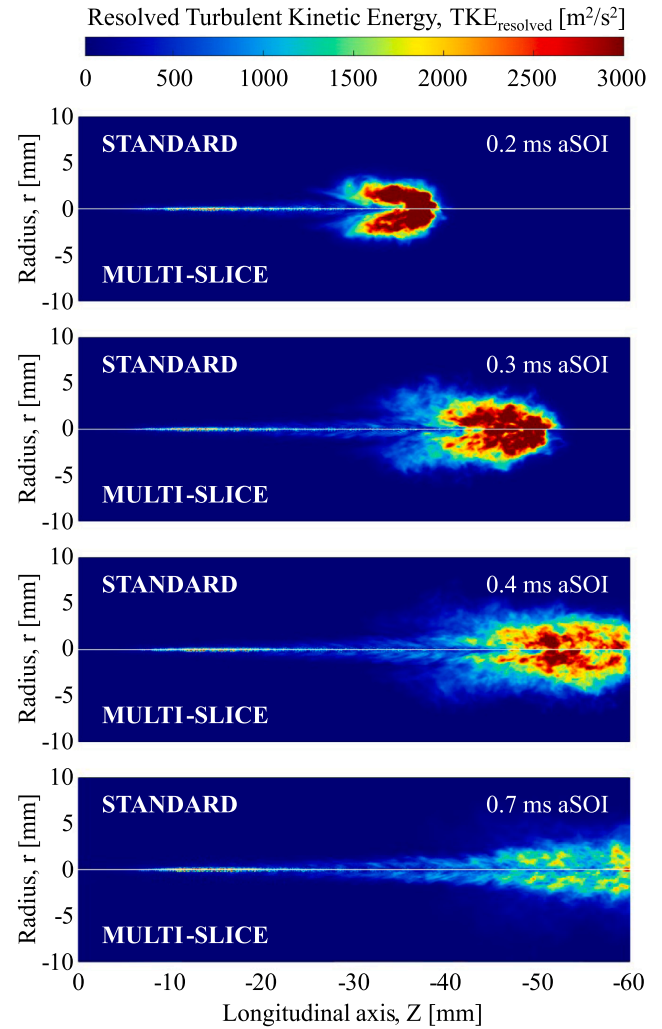 Resolved Turbulent Kinetic Energy, TKEresolved [m²/s²]
0 500 1000 1500 2000 2500 3000
10
STANDARD 0.2 ms aSOI
5
Radius, r [mm]
0
-5
MULTI-SLICE
-10
10
STANDARD 0.3 ms aSOI
5
Radius, r [mm]
0
-5
MULTI-SLICE
-10
10
STANDARD 0.4 ms aSOI
5
Radius, r [mm]
0
-5
MULTI-SLICE
-10
10
STANDARD 0.7 ms aSOI
5
Radius, r [mm]
0
-5
MULTI-SLICE
-10
0 -10 -20 -30 -40 -50 -60
Longitudinal axis, Z [mm]